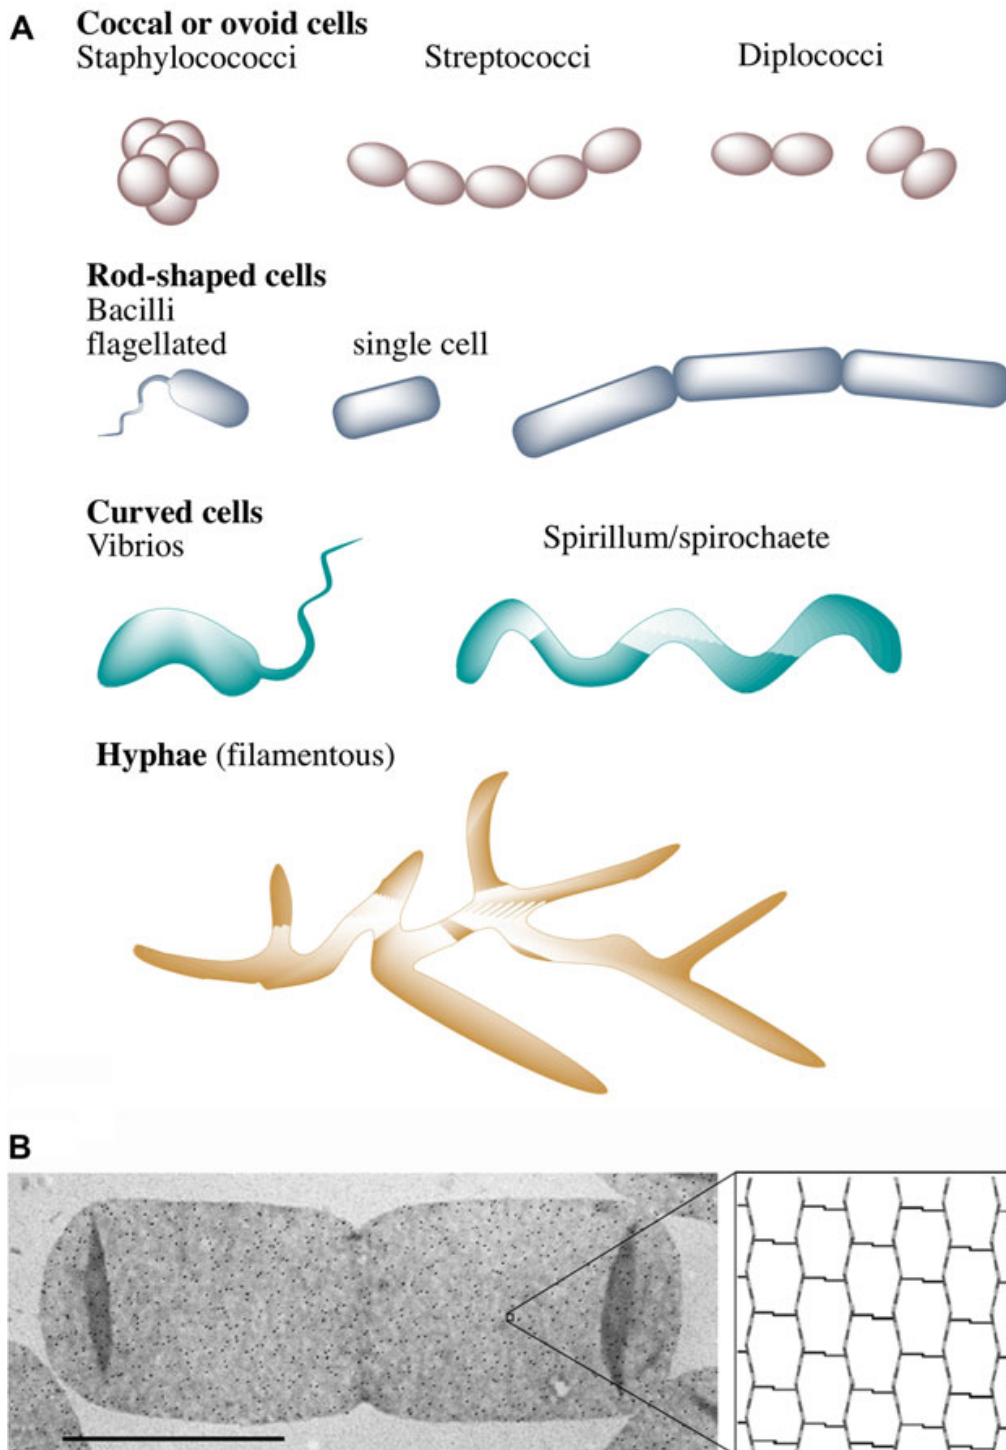 A
Coccal or ovoid cells
Staphylocococci
Streptococci
Diplococci
Rod-shaped cells
Bacilli
flagellated
single cell
Curved cells
Vibrios
Spirillum/spirochaete
Hyphae (filamentous)
B